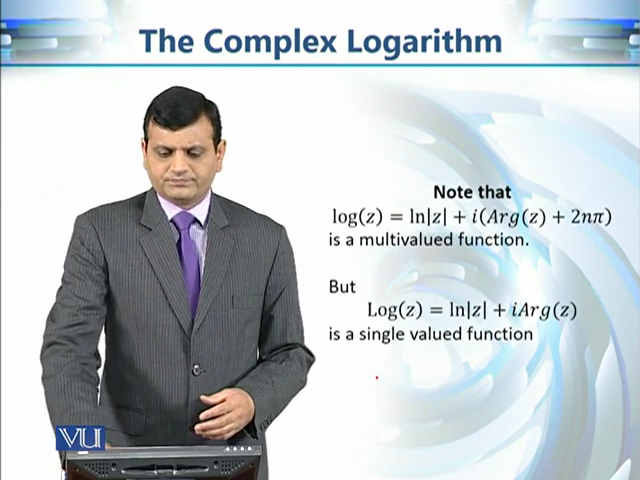 The Complex Logarithm
Note that
log(z) = ln|z| + i(Arg(z) + 2nπ)
is a multivalued function.
But
Log(z) = ln|z| + iArg(z)
is a single valued function
VU